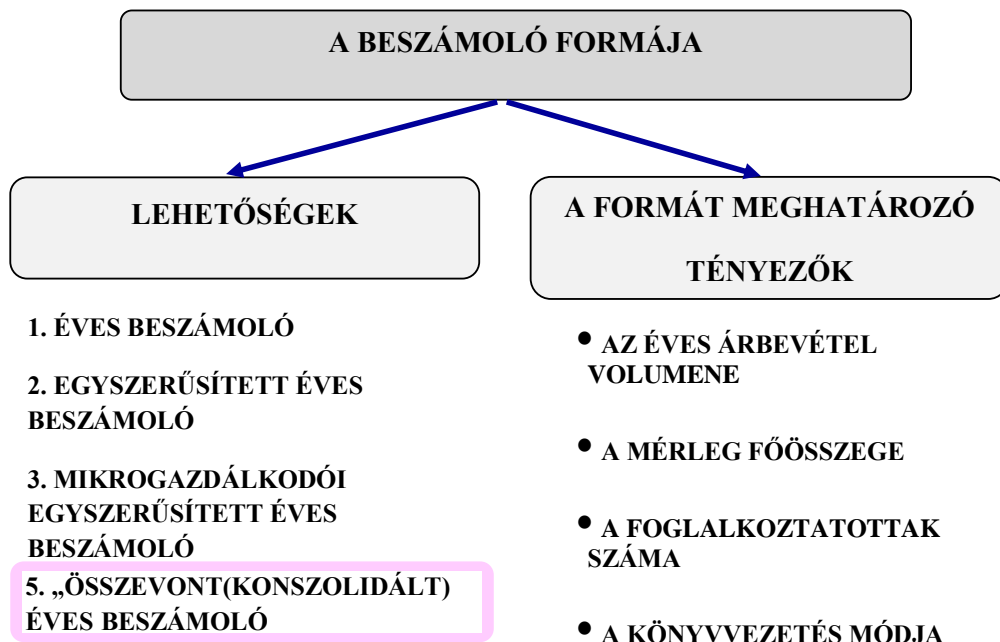 A BESZÁMOLÓ FORMÁJA
LEHETŐSÉGEK
1. ÉVES BESZÁMOLÓ
2. EGYSZERŰSÍTETT ÉVES
BESZÁMOLÓ
3. MIKROGAZDÁLKODÓI
EGYSZERŰSÍTETT ÉVES
BESZÁMOLÓ
5. „ÖSSZEVONT(KONSZOLIDÁLT)
ÉVES BESZÁMOLÓ
A FORMÁT MEGHATÁROZÓ
TÉNYEZŐK
• AZ ÉVES ÁRBEVÉTEL
VOLUMENE
• A MÉRLEG FŐÖSSZEGE
• A FOGLALKOZTATOTTAK
SZÁMA
• A KÖNYVVEZETÉS MÓDJA